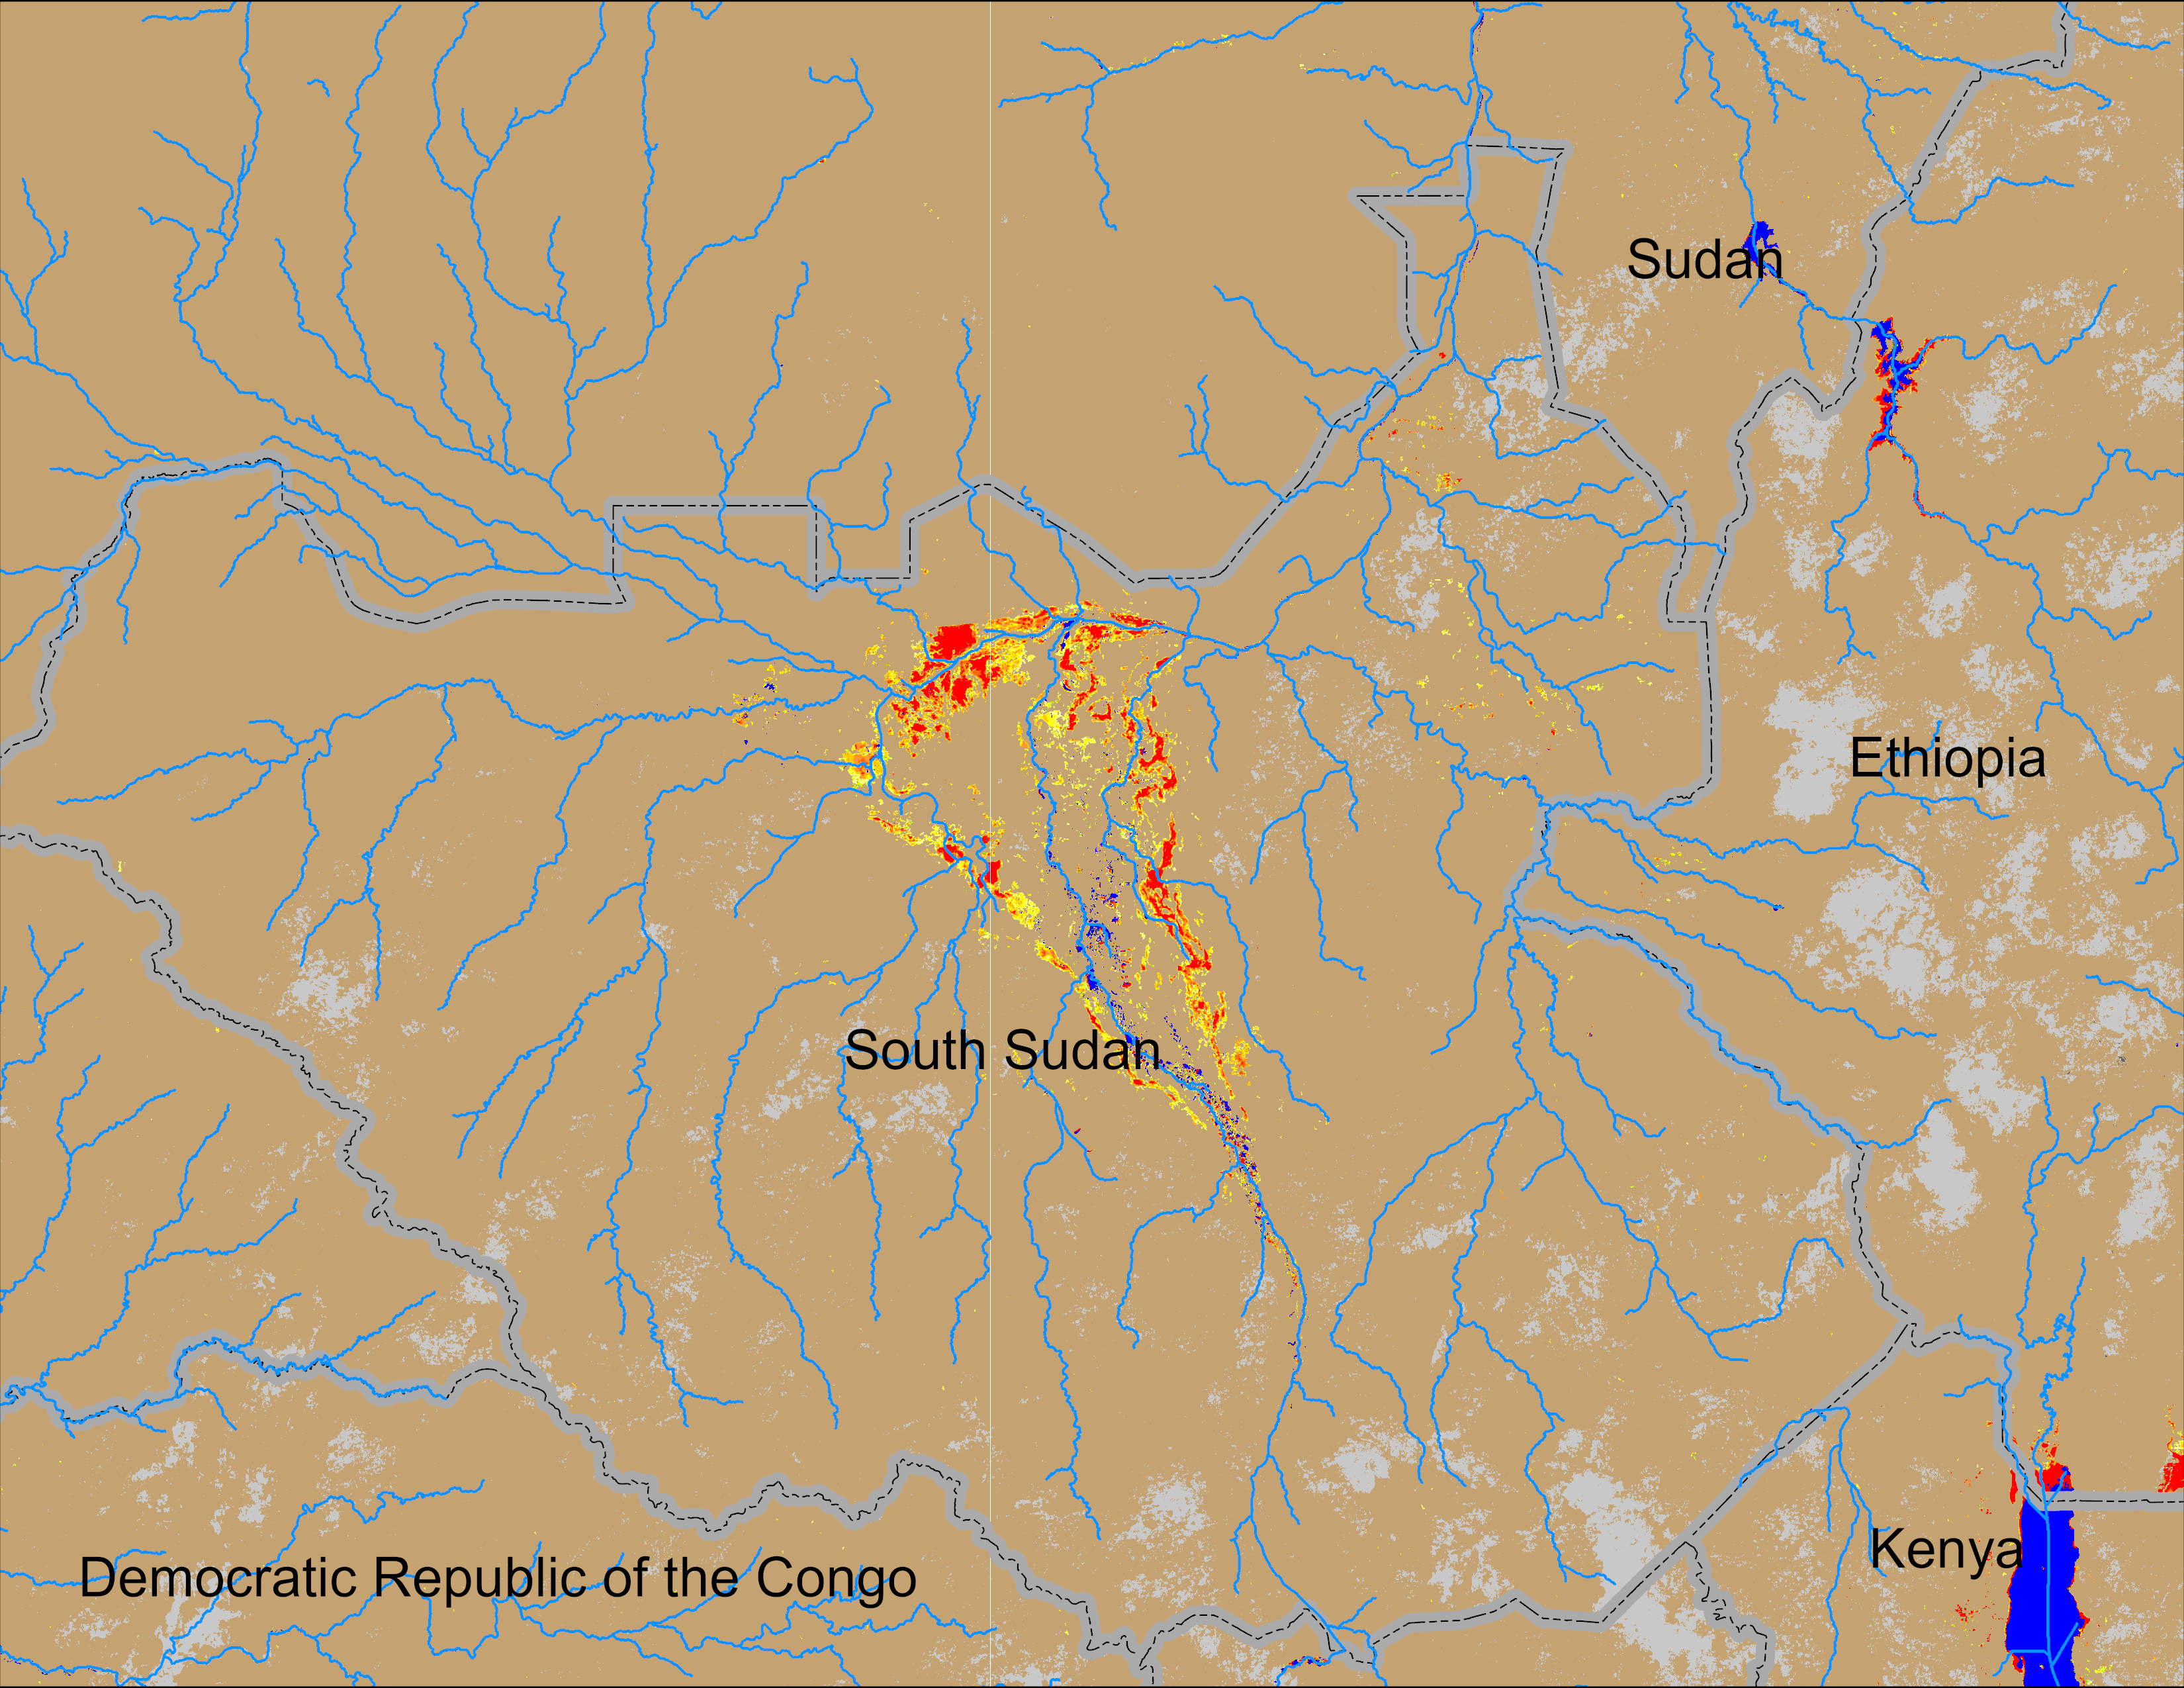 Sudan
Ethiopia
South Sudan
Kenya
Democratic Republic of the Congo